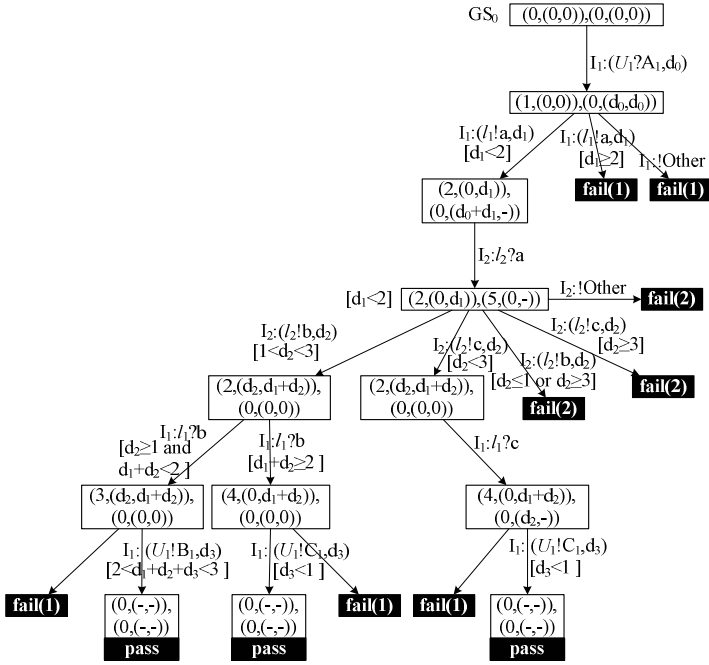 GS₀ (0,(0,0)),(0,(0,0))
I₁:(U₁?A₁,d₀)
(1,(0,0)),(0,(d₀,d₀))
I₁:(l₁!a,d₁)
[d₁<2]
I₁:(l₁!a,d₁)
[d₁≥2]
I₁:!Other
fail(1)
fail(1)
(2,(0,d₁)),
(0,(d₀+d₁,-))
I₂:l₂?a
[d₁<2] (2,(0,d₁)),(5,(0,-))
I₂:!Other
fail(2)
I₂:(l₂!b,d₂)
[1<d₂<3]
I₂:(l₂!c,d₂)
[d₂<3]
I₂:(l₂!b,d₂)
[d₂≤1 or d₂≥3]
I₂:(l₂!c,d₂)
[d₂≥3]
fail(2)
fail(2)
(2,(d₂,d₁+d₂)),
(0,(0,0))
(2,(d₂,d₁+d₂)),
(0,(0,0))
I₁:l₁?b
[d₂≥1 and
d₁+d₂<2 ]
I₁:l₁?b
[d₁+d₂≥2 ]
I₁:l₁?c
(3,(d₂,d₁+d₂)),
(0,(0,0))
(4,(0,d₁+d₂)),
(0,(0,0))
(4,(0,d₁+d₂)),
(0,(d₂,-))
I₁: (U₁!B₁,d₃)
[2<d₁+d₂+d₃<3 ]
I₁: (U₁!C₁,d₃)
[d₃<1 ]
I₁: (U₁!C₁,d₃)
[d₃<1 ]
fail(1)
(0,(-,-)),
(0,(-,-))
pass
(0,(-,-)),
(0,(-,-))
pass
fail(1)
fail(1)
(0,(-,-)),
(0,(-,-))
pass